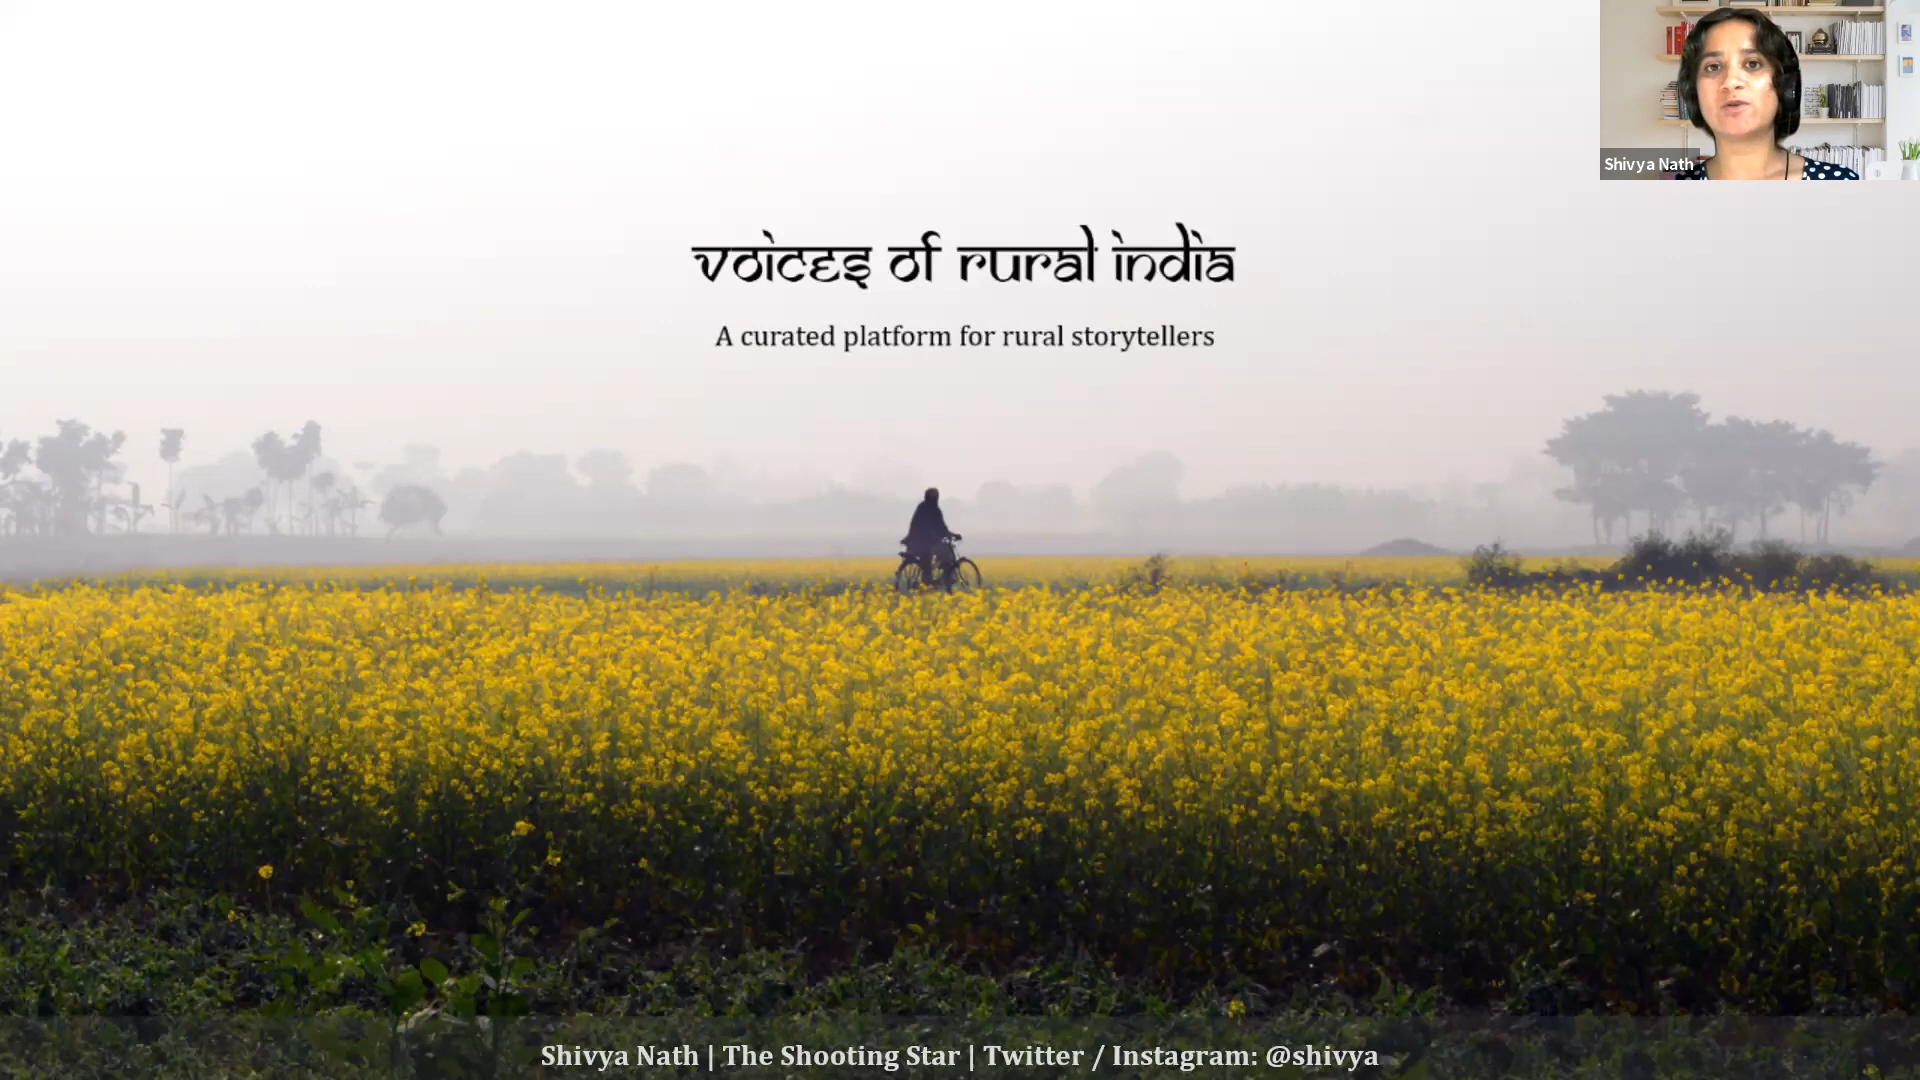 Shivya Nath
voices of rural india
A curated platform for rural storytellers
Shivya Nath | The Shooting Star | Twitter / Instagram: @shivya